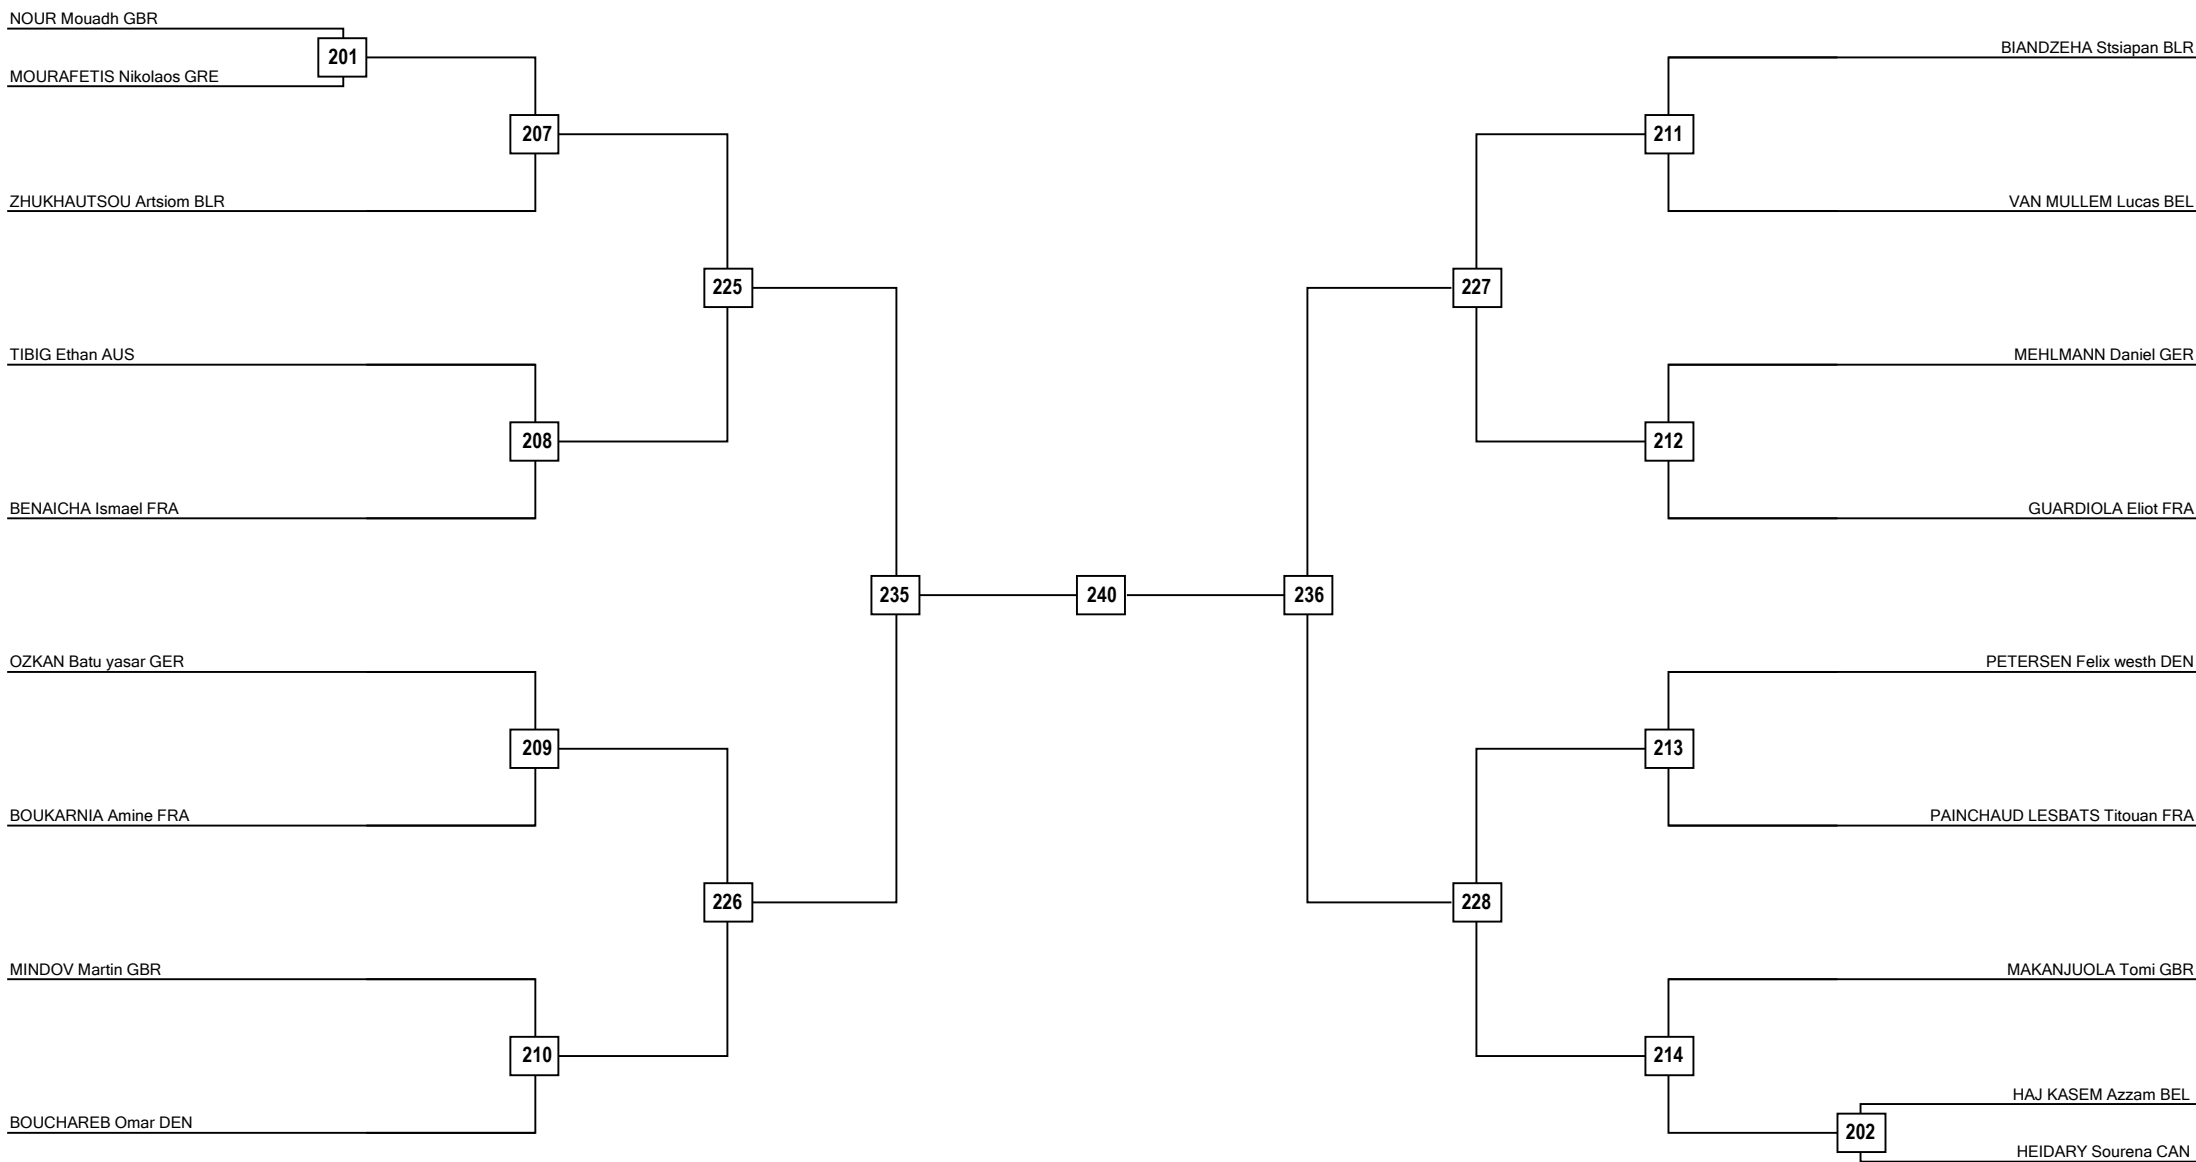 NOUR Mouadh GBR
201
MOURAFETIS Nikolaos GRE
207
ZHUKHAUTSOU Artsiom BLR
225
TIBIG Ethan AUS
208
BENAICHA Ismael FRA
235
OZKAN Batu yasar GER
209
BOUKARNIA Amine FRA
226
MINDOV Martin GBR
210
BOUCHAREB Omar DEN
240
BIANDZEHA Stsiapan BLR
211
VAN MULLEM Lucas BEL
227
MEHLMANN Daniel GER
212
GUARDIOLA Eliot FRA
236
PETERSEN Felix westh DEN
213
PAINCHAUD LESBATS Titouan FRA
228
MAKANJUOLA Tomi GBR
214
HAJ KASEM Azzam BEL
202
HEIDARY Sourena CAN